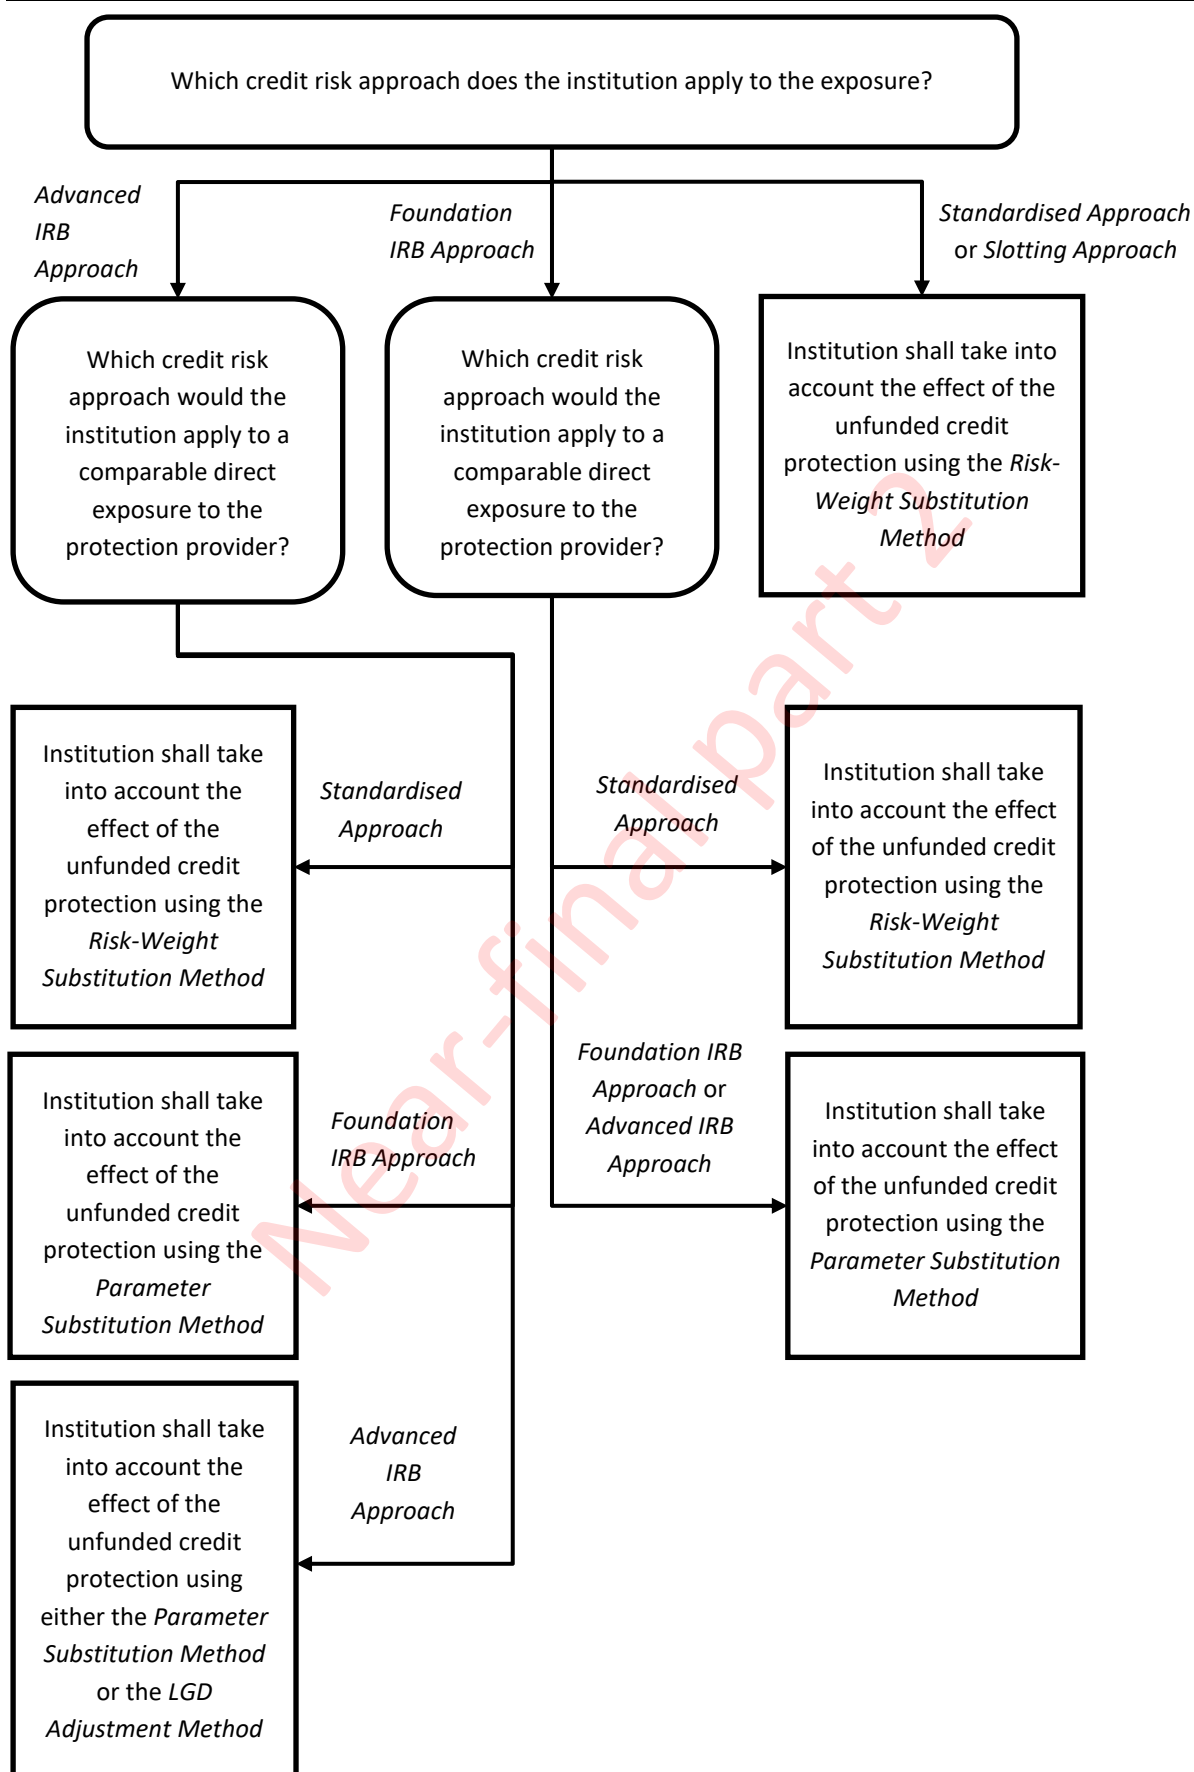 Which credit risk approach does the institution apply to the exposure?
Advanced
IRB
Approach
Foundation
IRB Approach
Standardised Approach
or Slotting Approach
Which credit risk
approach would the
institution apply to a
comparable direct
exposure to the
protection provider?
Which credit risk
approach would the
institution apply to a
comparable direct
exposure to the
protection provider?
Institution shall take into
account the effect of the
unfunded credit
protection using the Risk-
Weight Substitution
Method
Institution shall take
into account the
effect of the
unfunded credit
protection using the
Risk-Weight
Substitution Method
Standardised
Approach
Standardised
Approach
Institution shall take
into account the effect
of the unfunded credit
protection using the
Risk-Weight
Substitution Method
Institution shall take
into account the
effect of the
unfunded credit
protection using the
Parameter
Substitution Method
Foundation
IRB Approach
Foundation IRB
Approach or
Advanced IRB
Approach
Institution shall take
into account the effect
of the unfunded credit
protection using the
Parameter Substitution
Method
Institution shall take
into account the
effect of the
unfunded credit
protection using
either the Parameter
Substitution Method
or the LGD
Adjustment Method
Advanced
IRB
Approach
Near-final part 2